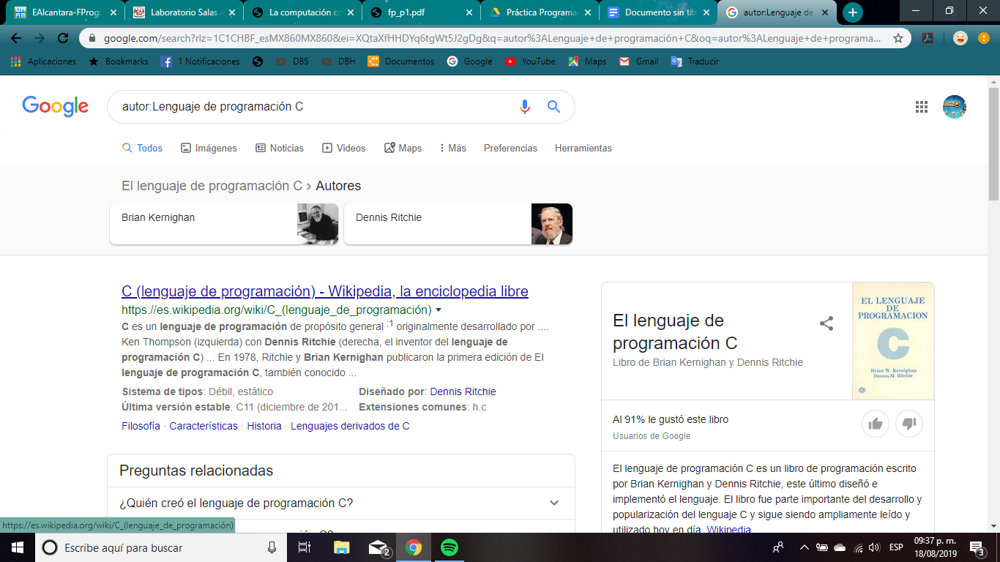 EAlcantara-FProg
Laboratorio Salas A
La computación co
fp_p1.pdf
Práctica Programa
Documento sin títu
autor:Lenguaje de
google.com/search?rlz=1C1CHBF_esMX860MX860&ei=XQtaXfHHDYq6tgWt5J2gDg&q=autor%3ALenguaje+de+programación+C&oq=autor%3ALenguaje+de+programa...
Aplicaciones
Bookmarks
1 Notificaciones
DBS
DBH
Documentos
Google
YouTube
Maps
Gmail
Traducir
Google
autor:Lenguaje de programación C
Todos
Imágenes
Noticias
Videos
Maps
Más
Preferencias
Herramientas
El lenguaje de programación C › Autores
Brian Kernighan
Dennis Ritchie
C (lenguaje de programación) - Wikipedia, la enciclopedia libre
https://es.wikipedia.org/wiki/C_(lenguaje_de_programación)
C es un lenguaje de programación de propósito general :1 originalmente desarrollado por ....
Ken Thompson (izquierda) con Dennis Ritchie (derecha, el inventor del lenguaje de
programación C) ... En 1978, Ritchie y Brian Kernighan publicaron la primera edición de El
lenguaje de programación C, también conocido ...
Sistema de tipos: Débil, estático
Diseñado por: Dennis Ritchie
Última versión estable: C11 (diciembre de 201...
Extensiones comunes: h.c
Filosofía · Características · Historia · Lenguajes derivados de C
Preguntas relacionadas
¿Quién creó el lenguaje de programación C?
El lenguaje de
programación C
Libro de Brian Kernighan y Dennis Ritchie
EL LENGUAJE
DE
PROGRAMACION
C
Brian W. Kernighan
Dennis M. Ritchie
Al 91% le gustó este libro
Usuarios de Google
El lenguaje de programación C es un libro de programación escrito
por Brian Kernighan y Dennis Ritchie, este último diseñó e
implementó el lenguaje. El libro fue parte importante del desarrollo y
popularización del lenguaje C y sigue siendo ampliamente leído y
utilizado hoy en día. Wikipedia
https://es.wikipedia.org/wiki/C_(lenguaje_de_programación)
Escribe aquí para buscar
2
ESP
09:37 p. m.
18/08/2019
3